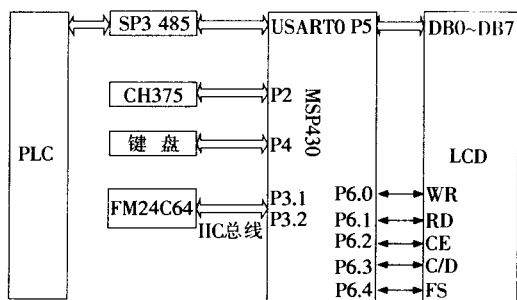 SP3 485
USART0 P5
DB0~DB7
CH375
P2
MSP430
键 盘
P4
PLC
LCD
FM24C64
P3.1
P3.2
IIC总线
P6.0
WR
P6.1
RD
P6.2
CE
P6.3
C/D
P6.4
FS